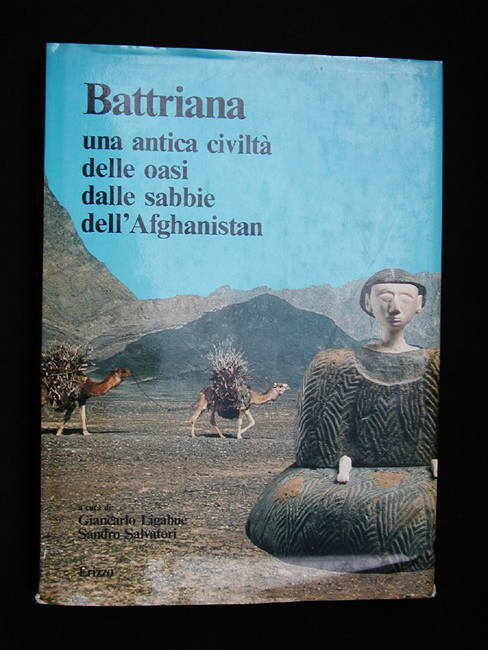 Battriana
una antica civiltà
delle oasi
dalle sabbie
dell'Afghanistan
a cura di:
Giancarlo Ligabue
Sandro Salvatori
Erizzo